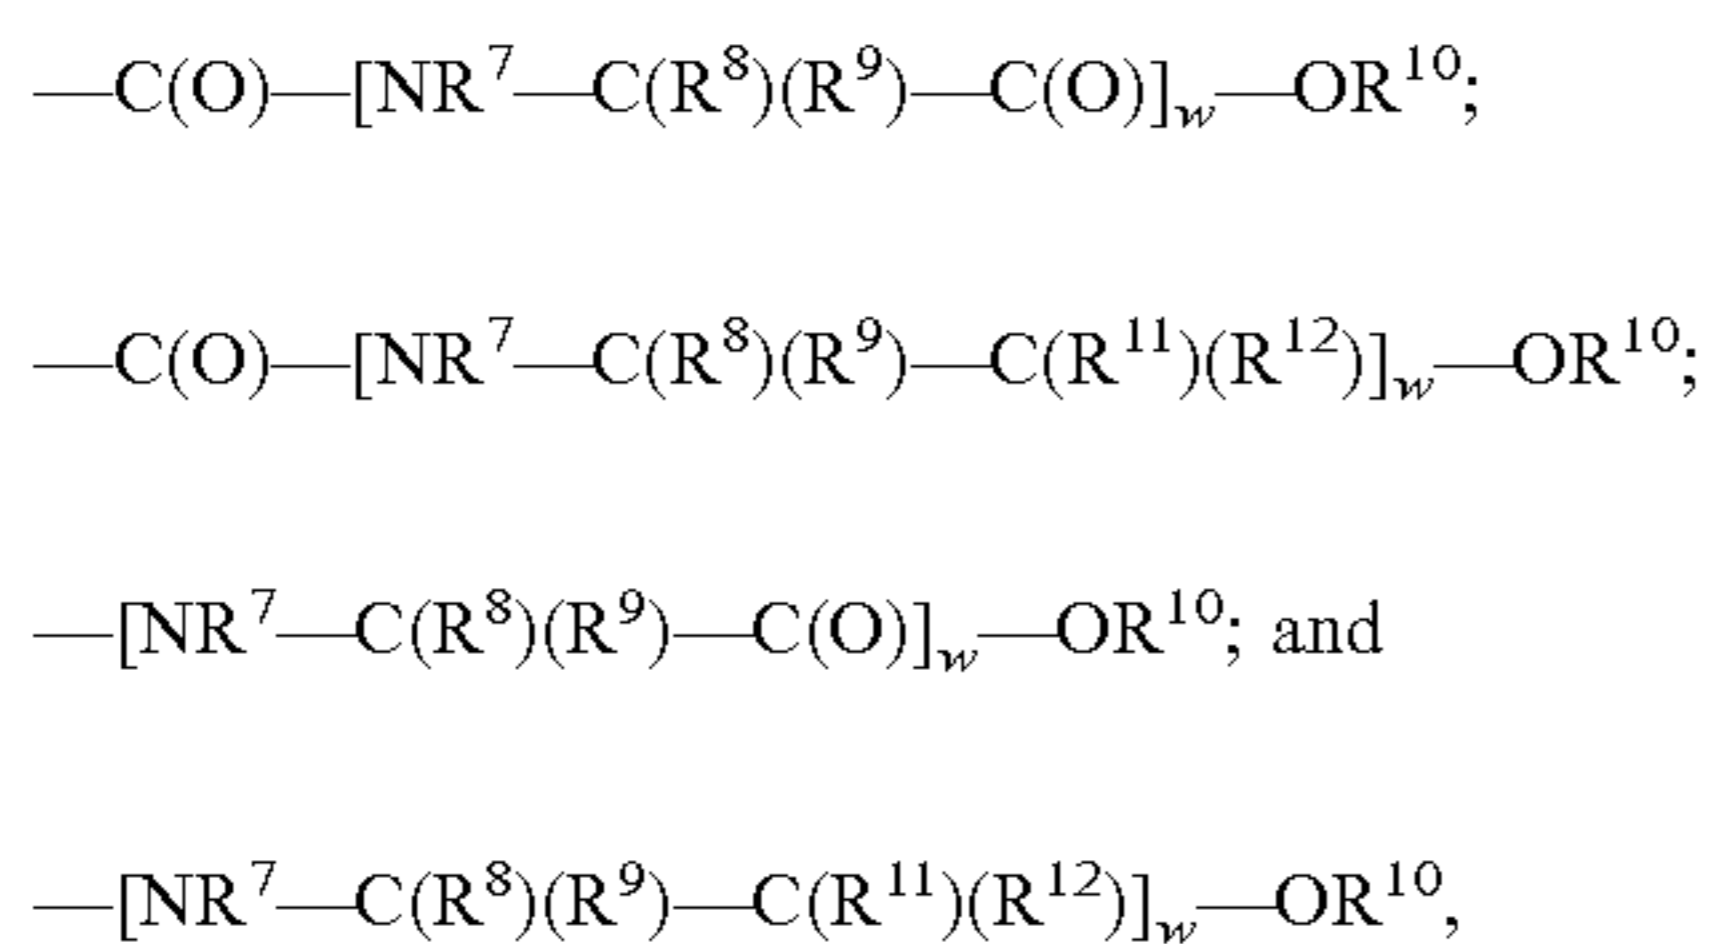 —C(O)—[NR⁷—C(R⁸)(R⁹)—C(O)]w—OR¹⁰;
—C(O)—[NR⁷—C(R⁸)(R⁹)—C(R¹¹)(R¹²)]w—OR¹⁰;
—[NR⁷—C(R⁸)(R⁹)—C(O)]w—OR¹⁰; and
—[NR⁷—C(R⁸)(R⁹)—C(R¹¹)(R¹²)]w—OR¹⁰,